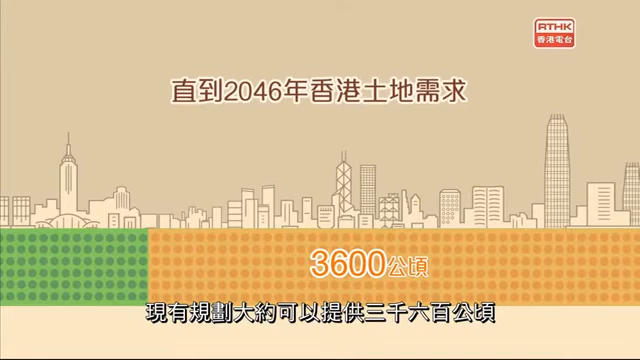 RTHK
香港電台
直到2046年香港土地需求
3600公頃
現有規劃大約可以提供三千六百公頃